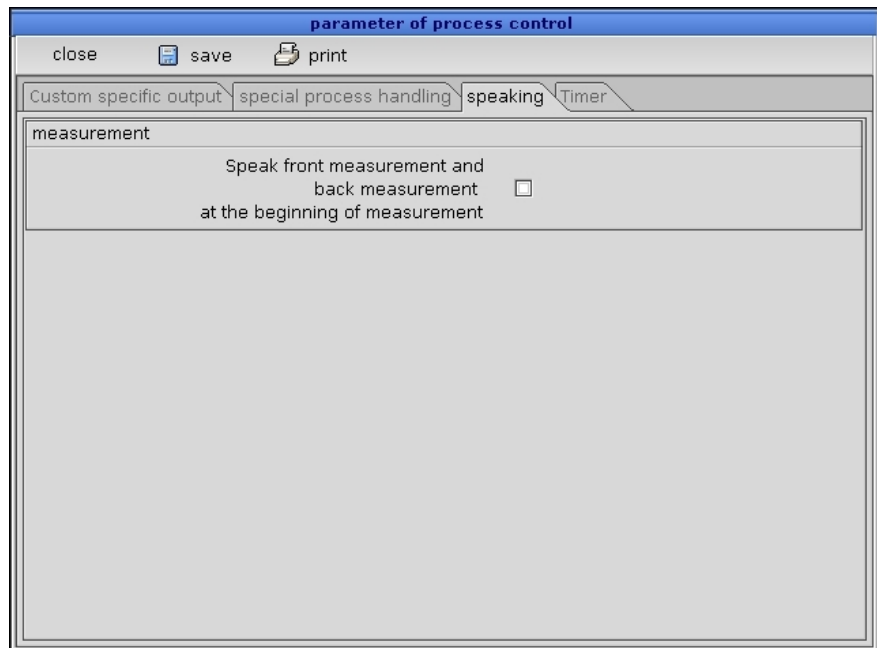 parameter of process control
close save print
Custom specific output special process handling speaking Timer
measurement
Speak front measurement and
back measurement
at the beginning of measurement